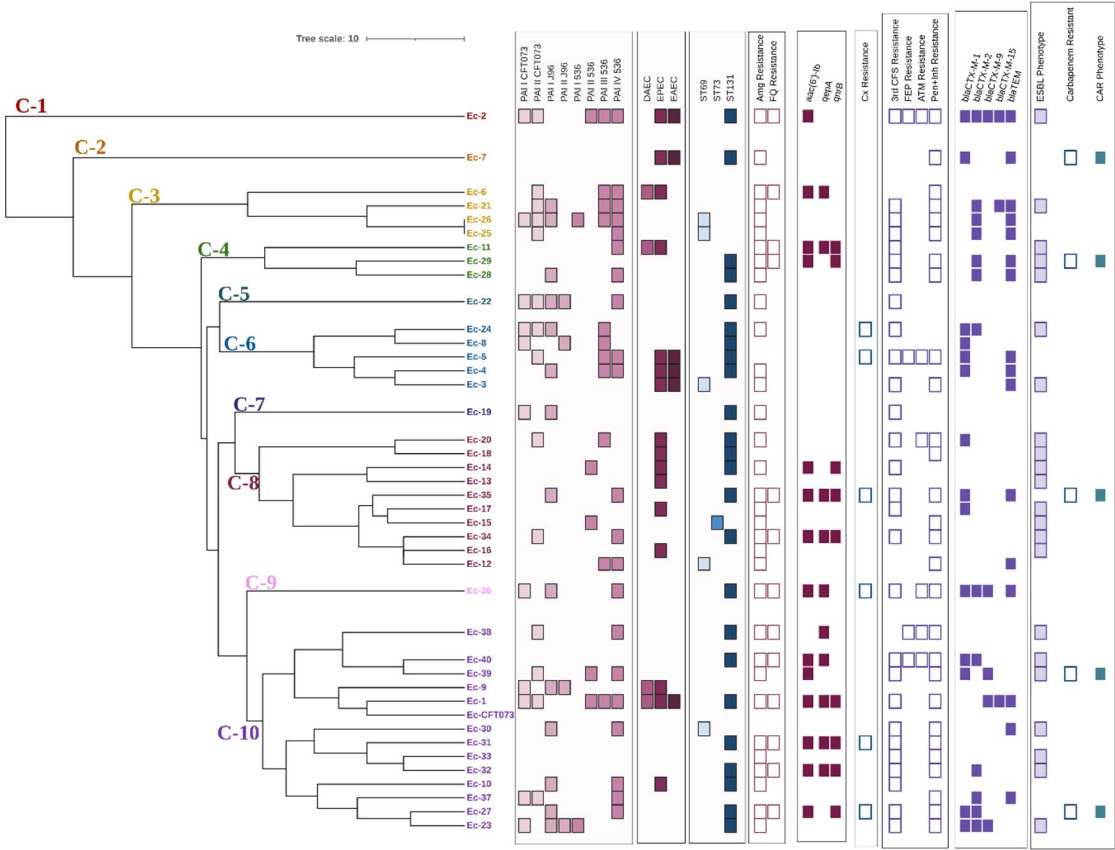 Tree scale: 10
PAI I CFT073
PAI II CFT073
PAI I J96
PAI II J96
PAI I 536
PAI II 536
PAI III 536
PAI IV 536
DAEC
EPEC
EAEC
ST69
ST73
ST131
Amg Resistance
FQ Resistance
aac(6')-Ib
qepA
qnrB
Cx Resistance
3rd CFS Resistance
FEP Resistance
ATM Resistance
Pen+Inh Resistance
blaCTX-M-1
blaCTX-M-2
blaCTX-M-9
blaCTX-M-15
blaTEM
ESBL Phenotype
Carbapenem Resistant
CAR Phenotype
C-1
Ec-2
C-2
Ec-7
C-3
Ec-6
Ec-21
Ec-26
Ec-25
C-4
Ec-11
Ec-29
Ec-28
C-5
Ec-22
C-6
Ec-24
Ec-8
Ec-5
Ec-4
Ec-3
C-7
Ec-19
C-8
Ec-20
Ec-18
Ec-14
Ec-13
Ec-35
Ec-17
Ec-15
Ec-34
Ec-16
Ec-12
C-9
Ec-36
C-10
Ec-38
Ec-40
Ec-39
Ec-9
Ec-1
Ec-CFT073
Ec-30
Ec-31
Ec-33
Ec-32
Ec-10
Ec-37
Ec-27
Ec-23